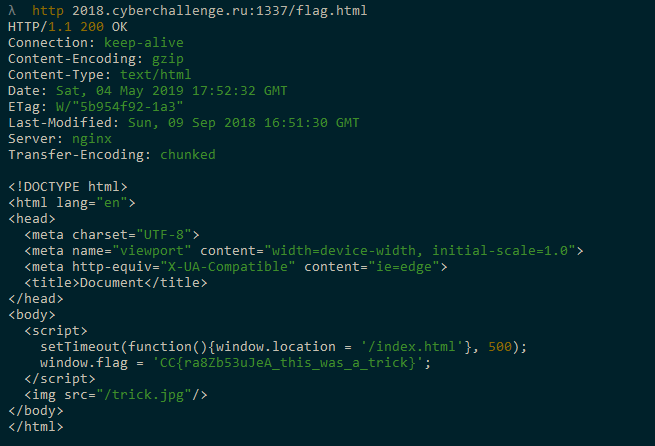 λ  http 2018.cyberchallenge.ru:1337/flag.html
HTTP/1.1 200 OK
Connection: keep-alive
Content-Encoding: gzip
Content-Type: text/html
Date: Sat, 04 May 2019 17:52:32 GMT
ETag: W/"5b954f92-1a3"
Last-Modified: Sun, 09 Sep 2018 16:51:30 GMT
Server: nginx
Transfer-Encoding: chunked

<!DOCTYPE html>
<html lang="en">
<head>
  <meta charset="UTF-8">
  <meta name="viewport" content="width=device-width, initial-scale=1.0">
  <meta http-equiv="X-UA-Compatible" content="ie=edge">
  <title>Document</title>
</head>
<body>
  <script>
    setTimeout(function(){window.location = '/index.html'}, 500);
    window.flag = 'CC{ra8Zb53uJeA_this_was_a_trick}';
  </script>
  <img src="/trick.jpg"/>
</body>
</html>